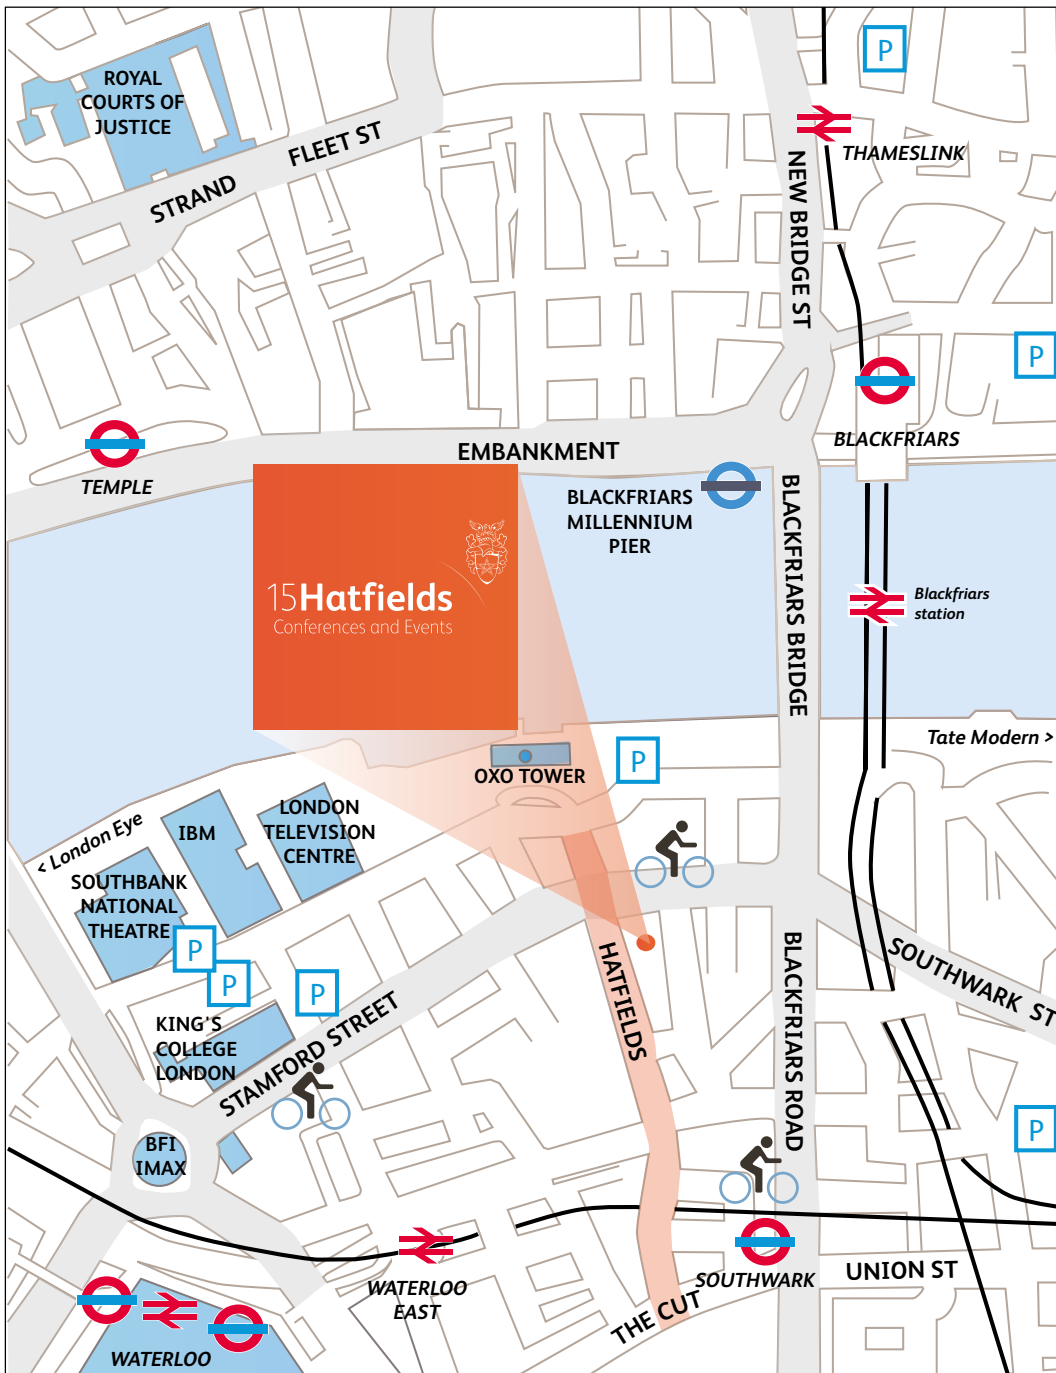 ROYAL
COURTS OF
JUSTICE
FLEET ST
STRAND
P
THAMESLINK
NEW BRIDGE ST
P
BLACKFRIARS
TEMPLE
EMBANKMENT
BLACKFRIARS
MILLENNIUM
PIER
BLACKFRIARS BRIDGE
15Hatfields
Conferences and Events
Blackfriars
station
Tate Modern >
OXO TOWER
P
< London Eye
IBM
LONDON
TELEVISION
CENTRE
SOUTHBANK
NATIONAL
THEATRE
P
P
P
KING'S
COLLEGE
LONDON
STAMFORD STREET
HATFIELDS
BLACKFRIARS ROAD
SOUTHWARK ST
P
BFI
IMAX
WATERLOO
EAST
SOUTHWARK
UNION ST
THE CUT
WATERLOO